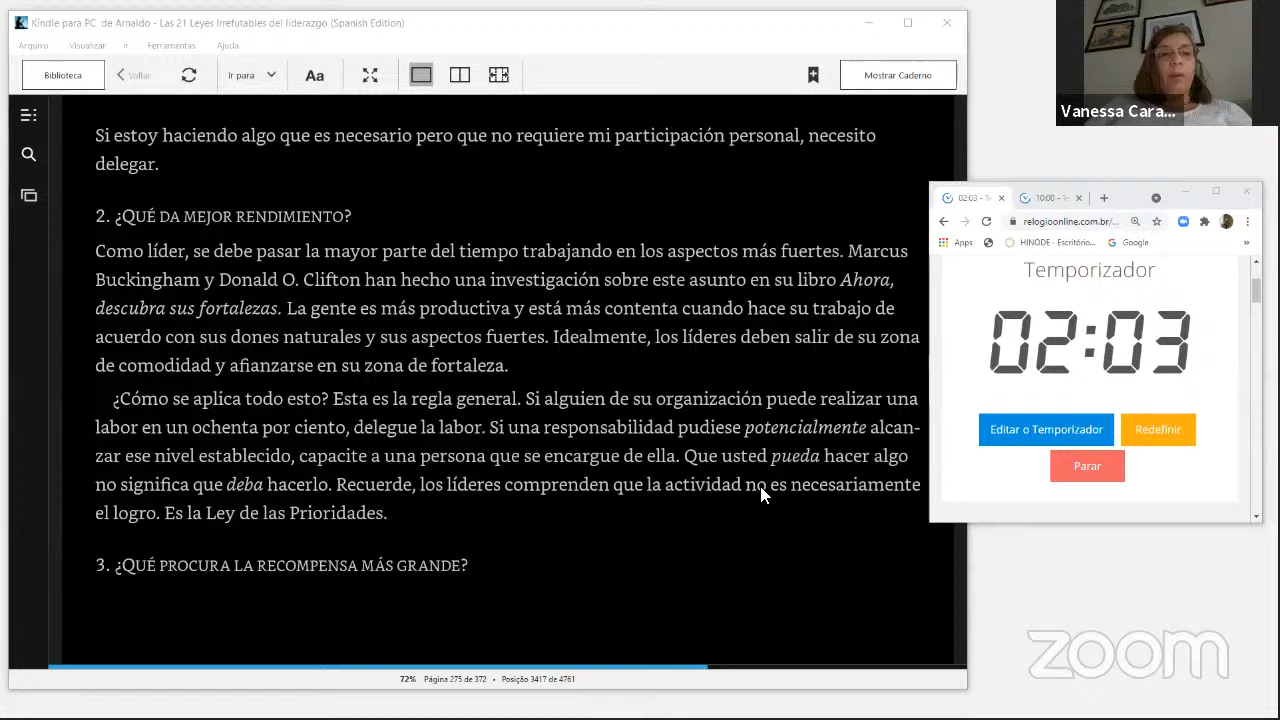 Kindle para PC de Arnaldo - Las 21 Leyes Irrefutables del liderazgo (Spanish Edition)
Arquivo Visualizar Ir Ferramentas Ajuda
Biblioteca Voltar Ir para Aa Mostrar Caderno
Si estoy haciendo algo que es necesario pero que no requiere mi participación personal, necesito
delegar.
2. ¿QUÉ DA MEJOR RENDIMIENTO?
Como líder, se debe pasar la mayor parte del tiempo trabajando en los aspectos más fuertes. Marcus
Buckingham y Donald O. Clifton han hecho una investigación sobre este asunto en su libro Ahora,
descubra sus fortalezas. La gente es más productiva y está más contenta cuando hace su trabajo de
acuerdo con sus dones naturales y sus aspectos fuertes. Idealmente, los líderes deben salir de su zona
de comodidad y afianzarse en su zona de fortaleza.
¿Cómo se aplica todo esto? Esta es la regla general. Si alguien de su organización puede realizar una
labor en un ochenta por ciento, delegue la labor. Si una responsabilidad pudiese potencialmente alcan-
zar ese nivel establecido, capacite a una persona que se encargue de ella. Que usted pueda hacer algo
no significa que deba hacerlo. Recuerde, los líderes comprenden que la actividad no es necesariamente
el logro. Es la Ley de las Prioridades.
3. ¿QUÉ PROCURA LA RECOMPENSA MÁS GRANDE?
72% Página 275 de 372 • Posição 3417 de 4761
Vanessa Cara...
02:03 - Te 10:00 - Te
relogioonline.com.br/...
Apps HINODE - Escritório... Google
Temporizador
02:03
Editar o Temporizador Redefinir
Parar
zoom